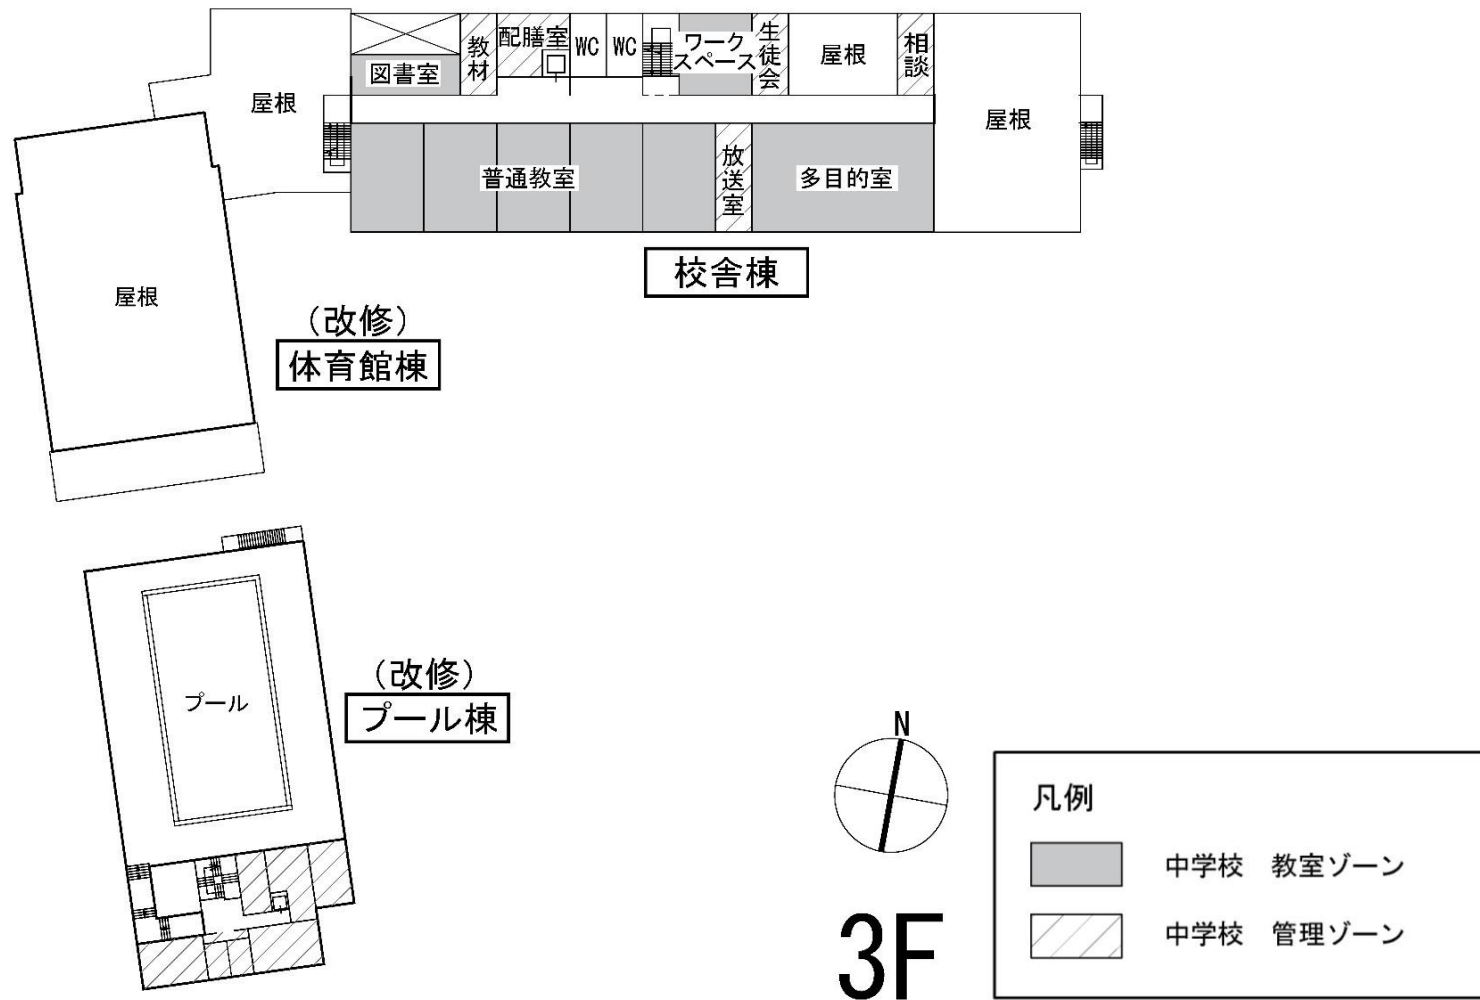 図書室
教材
配膳室
WC
WC
ワーク
スペース
生徒会
屋根
相談
屋根
屋根
普通教室
放送室
多目的室
校舎棟
屋根
（改修）
体育館棟
プール
（改修）
プール棟
N
3F
凡例
中学校　教室ゾーン
中学校　管理ゾーン